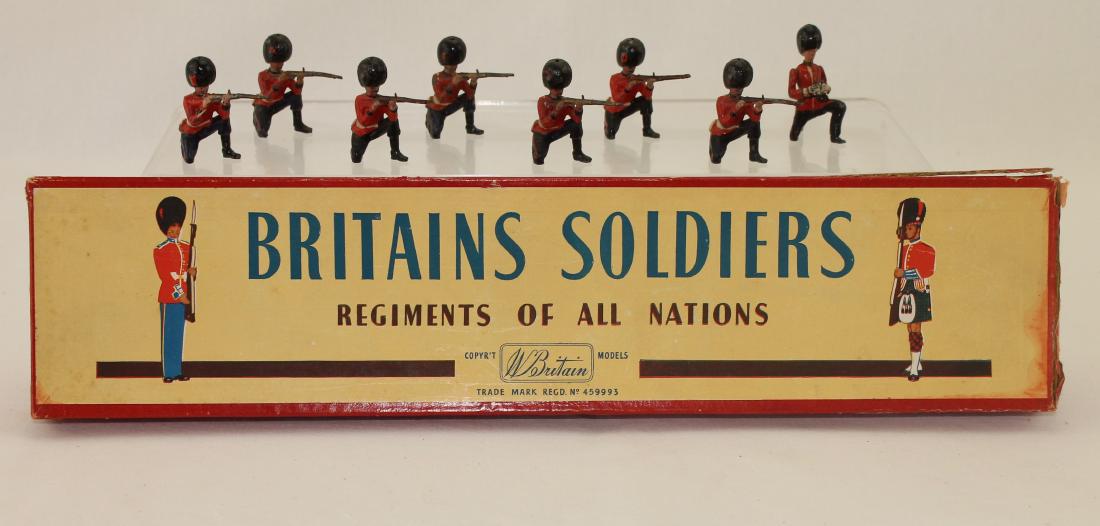 BRITAINS SOLDIERS
REGIMENTS OF ALL NATIONS
COPYR'T W Britain MODELS
TRADE MARK REGD. Nº 459993